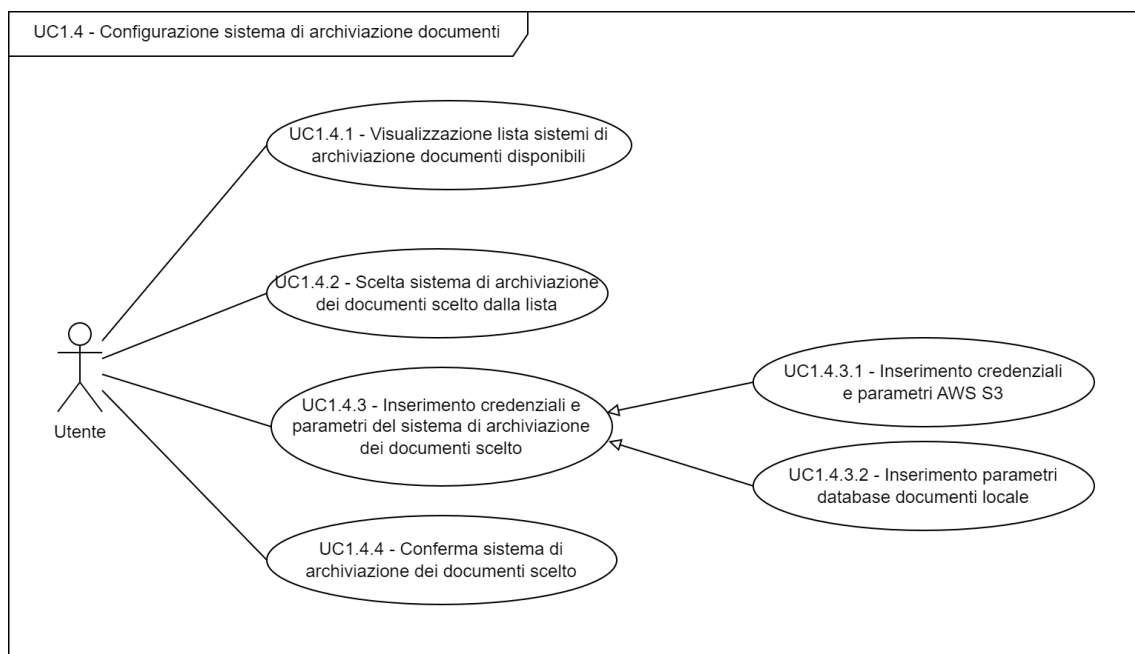 UC1.4 - Configurazione sistema di archiviazione documenti
UC1.4.1 - Visualizzazione lista sistemi di
archiviazione documenti disponibili
UC1.4.2 - Scelta sistema di archiviazione
dei documenti scelto dalla lista
UC1.4.3 - Inserimento credenziali e
parametri del sistema di archiviazione
dei documenti scelto
UC1.4.3.1 - Inserimento credenziali
e parametri AWS S3
Utente
UC1.4.3.2 - Inserimento parametri
database documenti locale
UC1.4.4 - Conferma sistema di
archiviazione dei documenti scelto